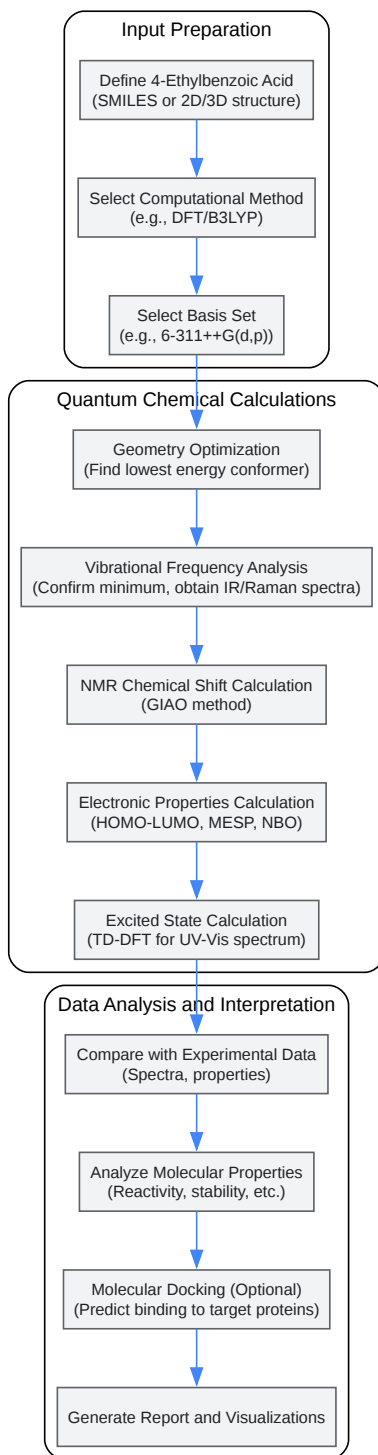 Input Preparation
Define 4-Ethylbenzoic Acid
(SMILES or 2D/3D structure)
Select Computational Method
(e.g., DFT/B3LYP)
Select Basis Set
(e.g., 6-311++G(d,p))
Quantum Chemical Calculations
Geometry Optimization
(Find lowest energy conformer)
Vibrational Frequency Analysis
(Confirm minimum, obtain IR/Raman spectra)
NMR Chemical Shift Calculation
(GIAO method)
Electronic Properties Calculation
(HOMO-LUMO, MESP, NBO)
Excited State Calculation
(TD-DFT for UV-Vis spectrum)
Data Analysis and Interpretation
Compare with Experimental Data
(Spectra, properties)
Analyze Molecular Properties
(Reactivity, stability, etc.)
Molecular Docking (Optional)
(Predict binding to target proteins)
Generate Report and Visualizations